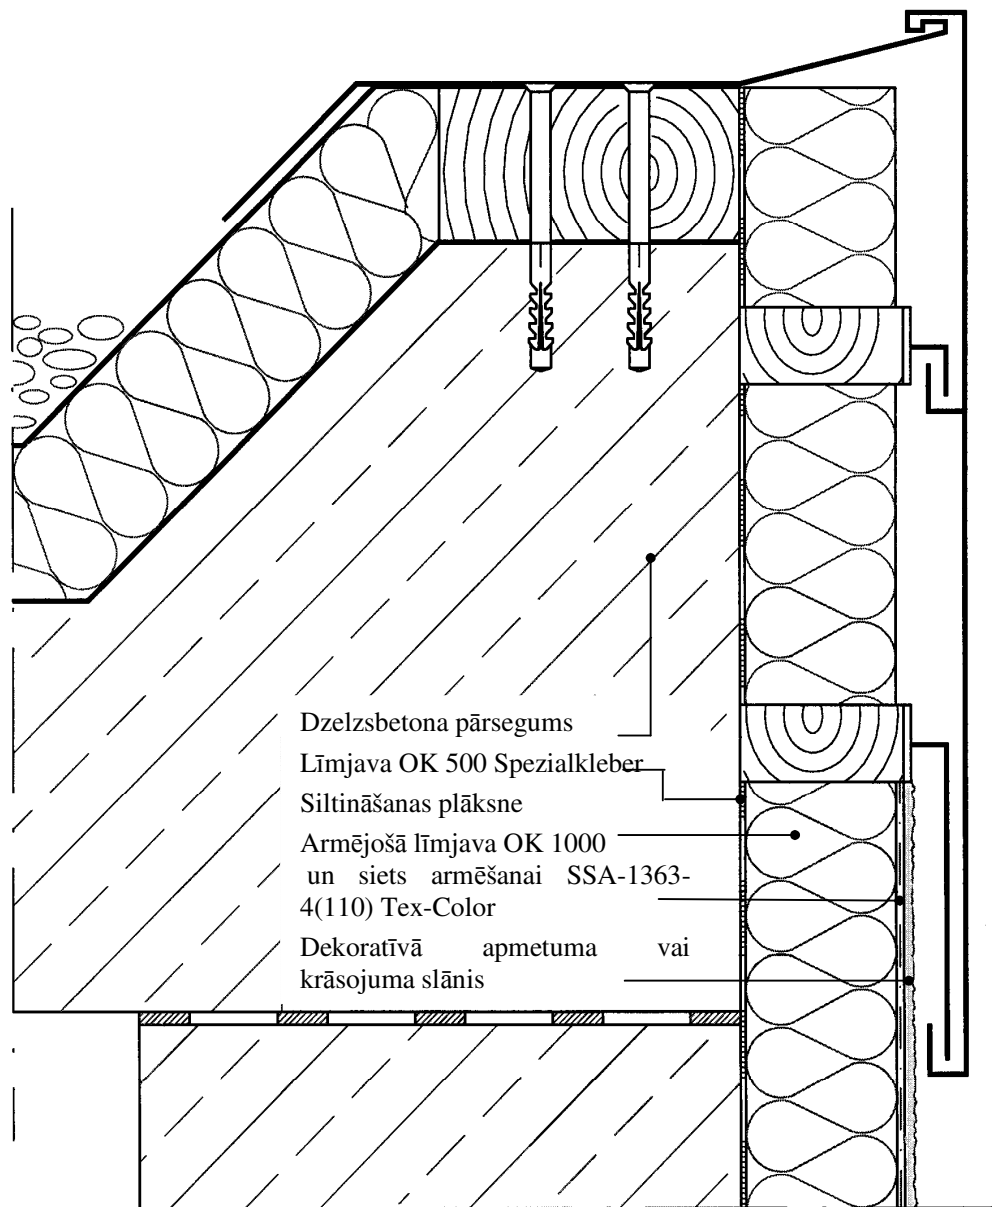 Dzelzsbetona pārsegums
Līmjava OK 500 Spezialkleber
Siltināšanas plāksne
Armējošā līmjava OK 1000
un siets armēšanai SSA-1363-
4(110) Tex-Color
Dekoratīvā apmetuma vai
krāsojuma slānis